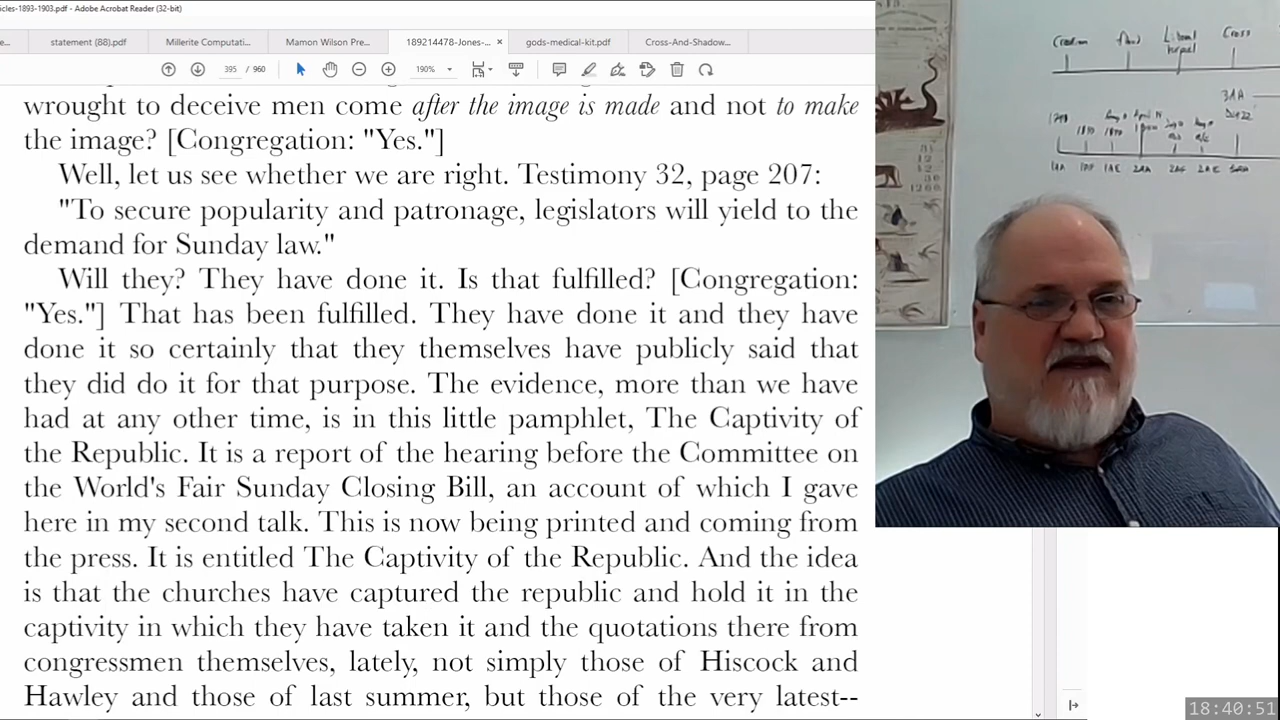 icles-1893-1903.pdf - Adobe Acrobat Reader (32-bit)
e... statement (88).pdf Millerite Computati... Mamon Wilson Pre... 189214478-Jones-... × gods-medical-kit.pdf Cross-And-Shadow...
395 / 960 190%
wrought to deceive men come after the image is made and not to make
the image? [Congregation: "Yes."]
Well, let us see whether we are right. Testimony 32, page 207:
"To secure popularity and patronage, legislators will yield to the
demand for Sunday law."
Will they? They have done it. Is that fulfilled? [Congregation:
"Yes."] That has been fulfilled. They have done it and they have
done it so certainly that they themselves have publicly said that
they did do it for that purpose. The evidence, more than we have
had at any other time, is in this little pamphlet, The Captivity of
the Republic. It is a report of the hearing before the Committee on
the World's Fair Sunday Closing Bill, an account of which I gave
here in my second talk. This is now being printed and coming from
the press. It is entitled The Captivity of the Republic. And the idea
is that the churches have captured the republic and hold it in the
captivity in which they have taken it and the quotations there from
congressmen themselves, lately, not simply those of Hiscock and
Hawley and those of last summer, but those of the very latest--
Creation flood Cross
1798
1260
18:40:51